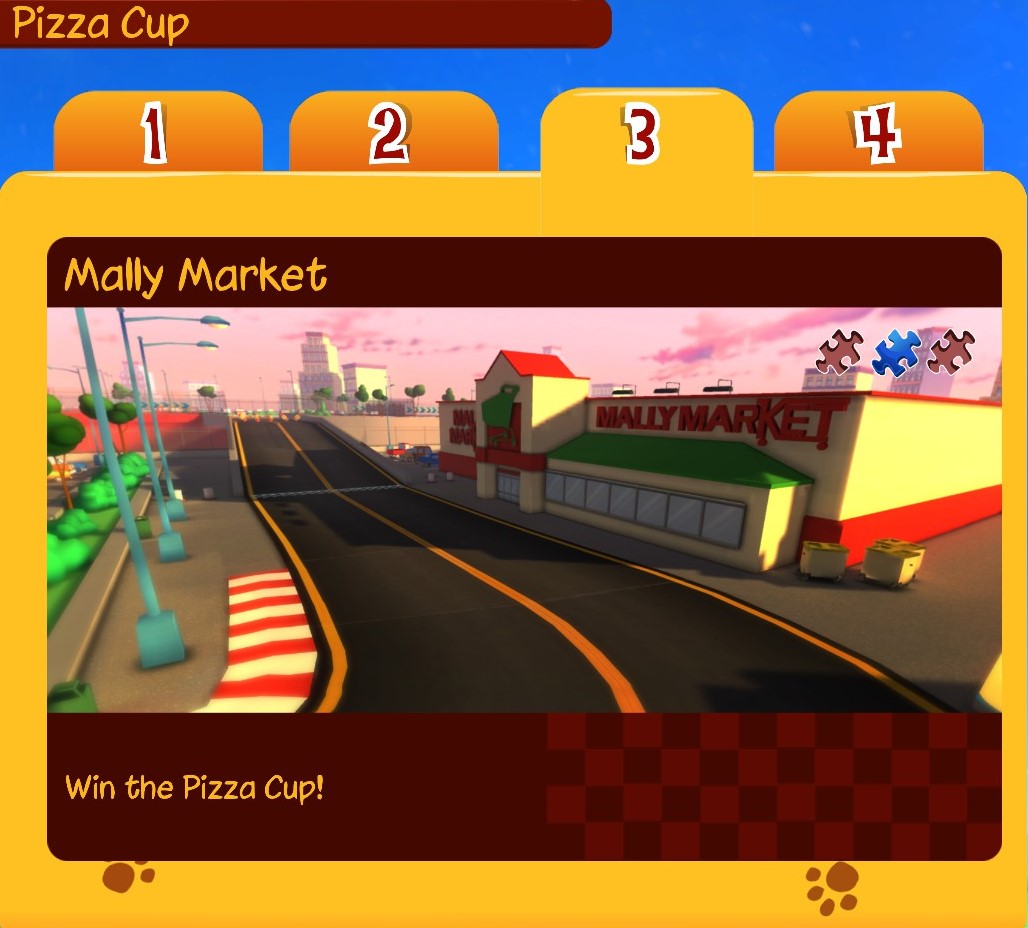 Pizza Cup
1 2 3 4
Mally Market
MALLY MARKET
Win the Pizza Cup!